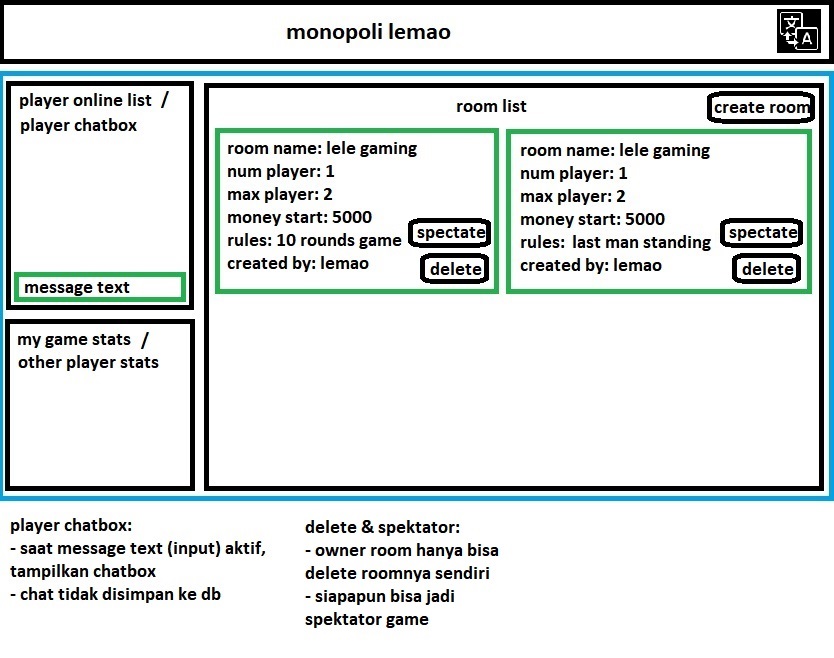 monopoli lemao
文
A
player online list /
player chatbox
message text
my game stats /
other player stats
room list
create room
room name: lele gaming
num player: 1
max player: 2
money start: 5000
rules: 10 rounds game
created by: lemao
spectate
delete
room name: lele gaming
num player: 1
max player: 2
money start: 5000
rules: last man standing
created by: lemao
spectate
delete
player chatbox:
- saat message text (input) aktif,
tampilkan chatbox
- chat tidak disimpan ke db
delete & spektator:
- owner room hanya bisa
delete roomnya sendiri
- siapapun bisa jadi
spektator game